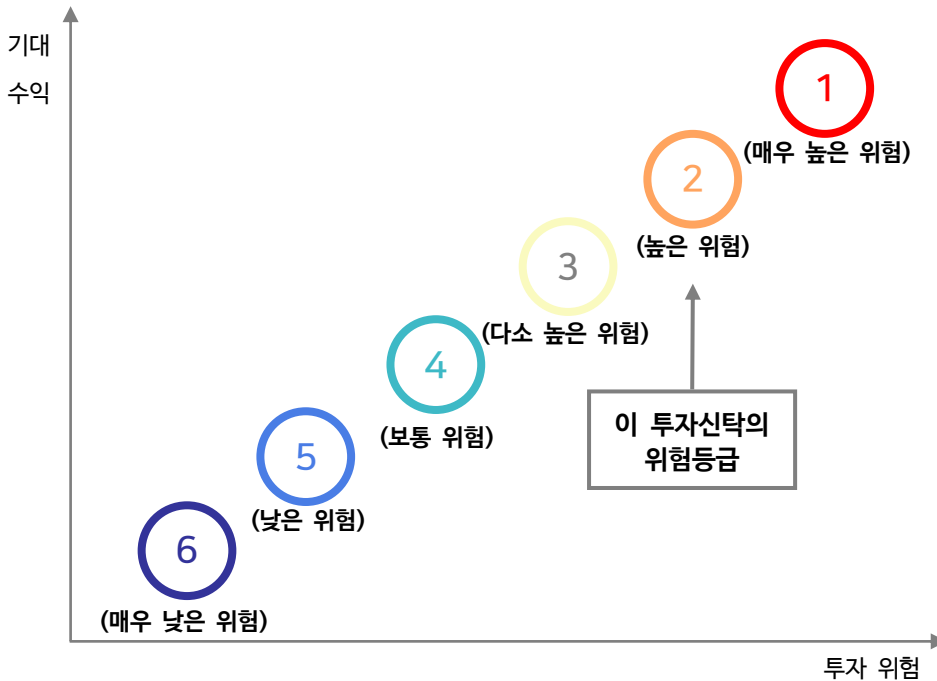 기대
수익
1
(매우 높은 위험)
2
(높은 위험)
3
(다소 높은 위험)
4
(보통 위험)
이 투자신탁의
위험등급
5
(낮은 위험)
6
(매우 낮은 위험)
투자 위험